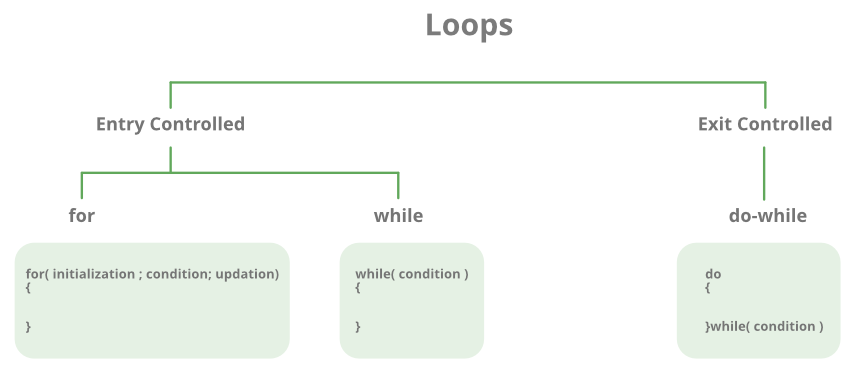 Loops
Entry Controlled
Exit Controlled
for
while
do-while
for( initialization ; condition; updation)
{
}
while( condition )
{
}
do
{
}while( condition )